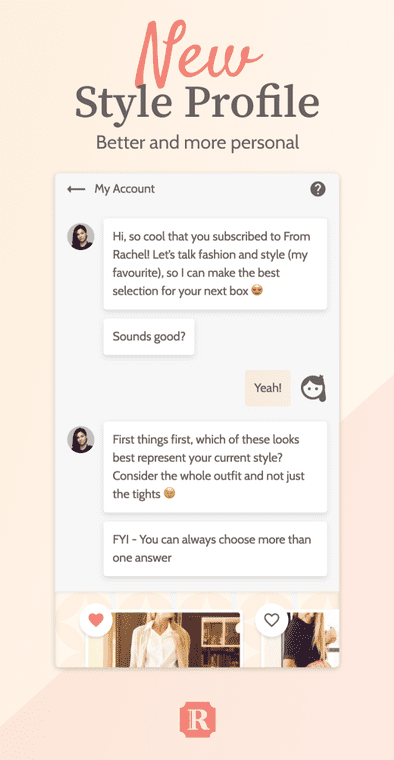 New
Style Profile
Better and more personal
My Account
?
Hi, so cool that you subscribed to From
Rachel! Let's talk fashion and style (my
favourite), so I can make the best
selection for your next box 😍
Sounds good?
Yeah!
First things first, which of these looks
best represent your current style?
Consider the whole outfit and not just
the tights 😊
FYI - You can always choose more than
one answer
R